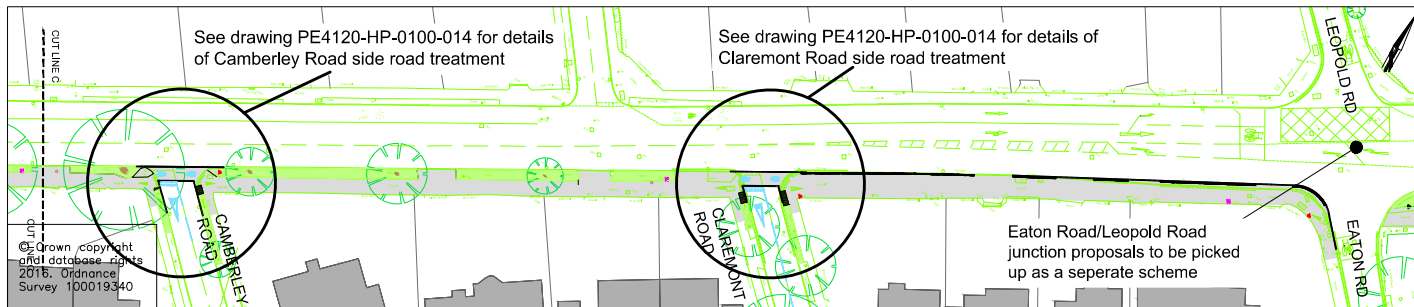 See drawing PE4120-HP-0100-014 for details
of Camberley Road side road treatment
See drawing PE4120-HP-0100-014 for details of
Claremont Road side road treatment
LEOPOLD RD
CUT LINE C
CAMBERLEY
ROAD
CLAREMONT
ROAD
Eaton Road/Leopold Road
junction proposals to be picked
up as a seperate scheme
EATON RD
© Crown copyright
and database rights
2016. Ordnance
Survey 100019340